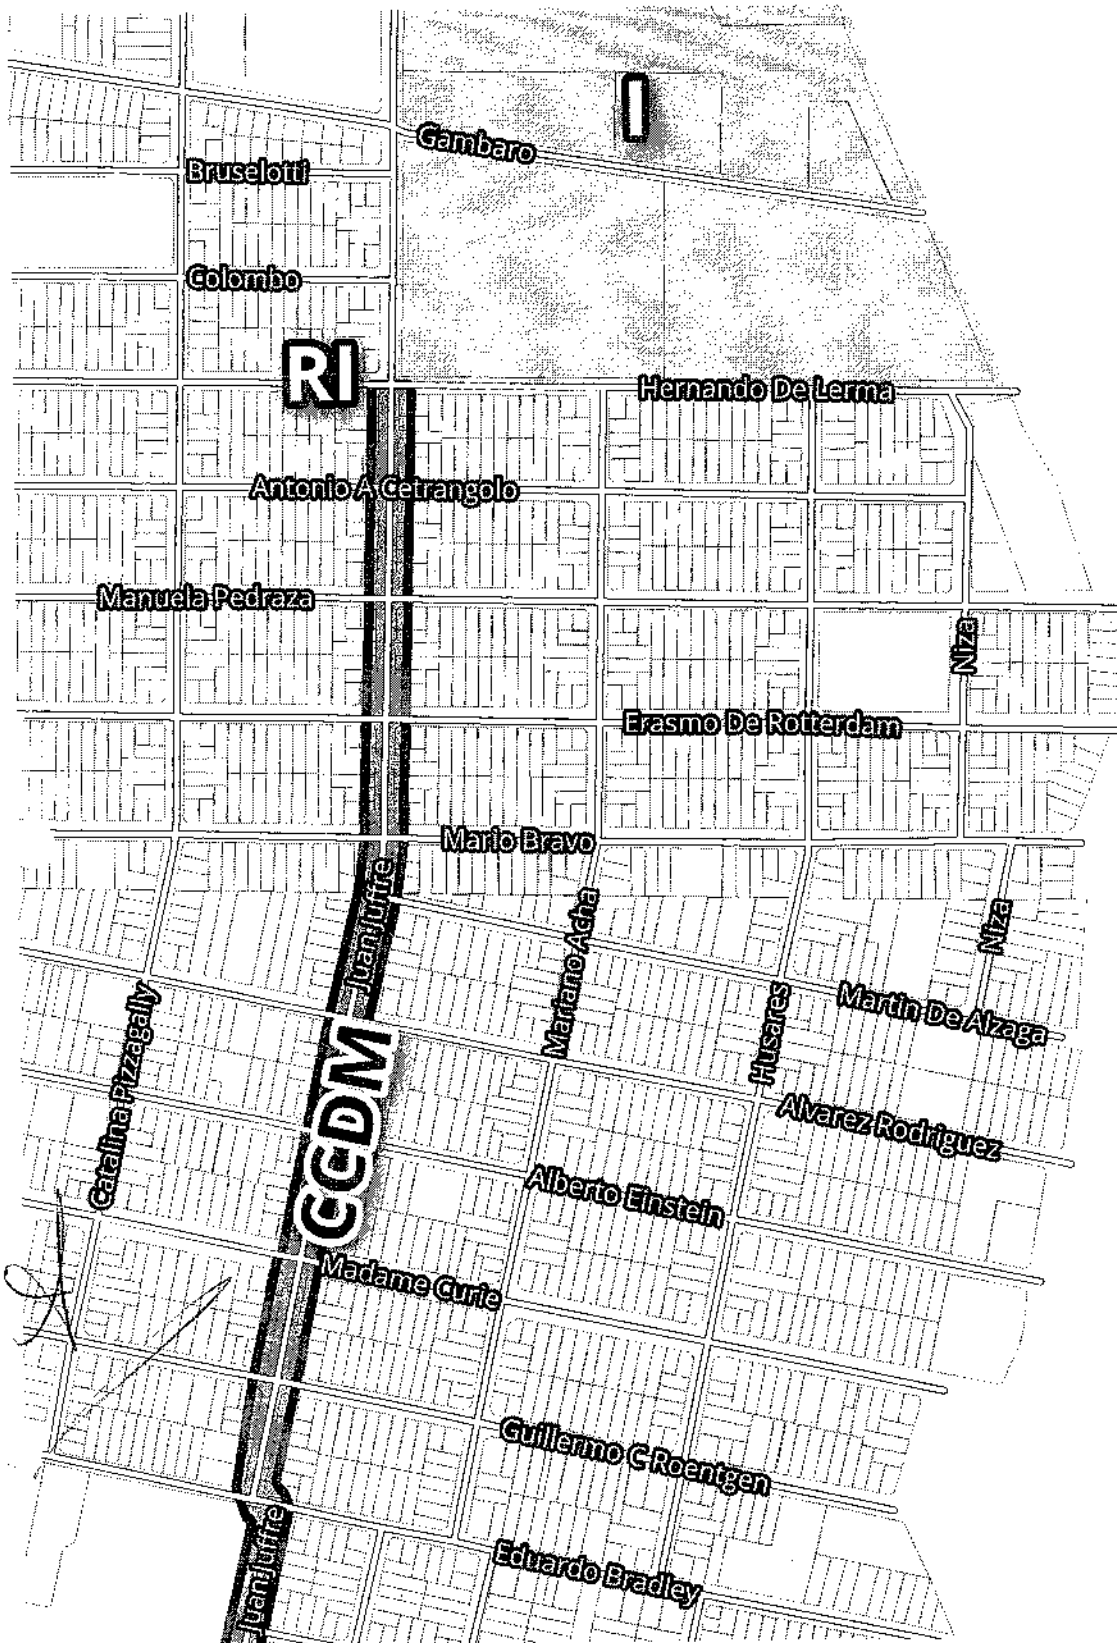 I
Gambaro
Bruselotti
Colombo
RI
Hernando De Lerma
Antonio A Cetrangolo
Manuela Pedraza
Niza
Erasmo De Rotterdam
Mario Bravo
Juan Jufre
Mariano Acha
Niza
Catalina Pizzagally
Husares
Martin De Alzaga
CCDM
Alvarez Rodriguez
Alberto Einstein
Madame Curie
Guillermo C Roentgen
Juan Jufre
Eduardo Bradley